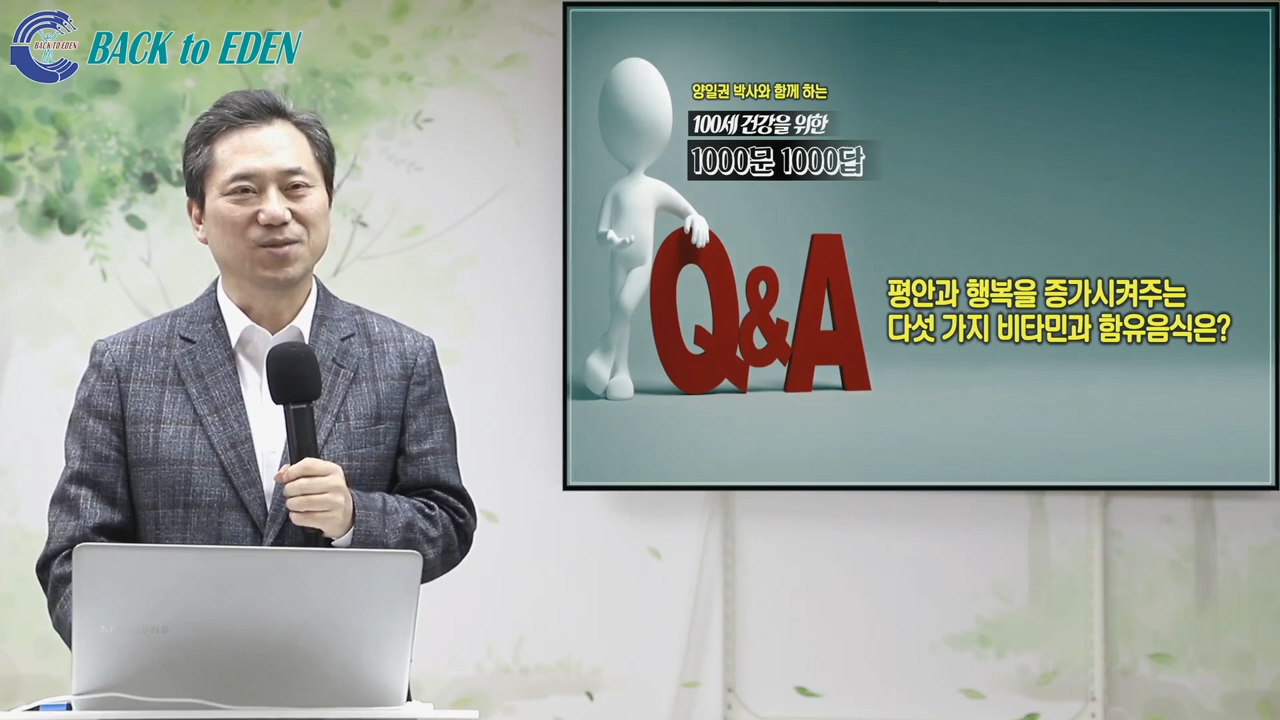 BACK TO EDEN
BACK to EDEN
양일권 박사와 함께 하는
100세 건강을 위한
1000문 1000답
Q&A
평안과 행복을 증가시켜주는
다섯 가지 비타민과 함유음식은?
SAMSUNG